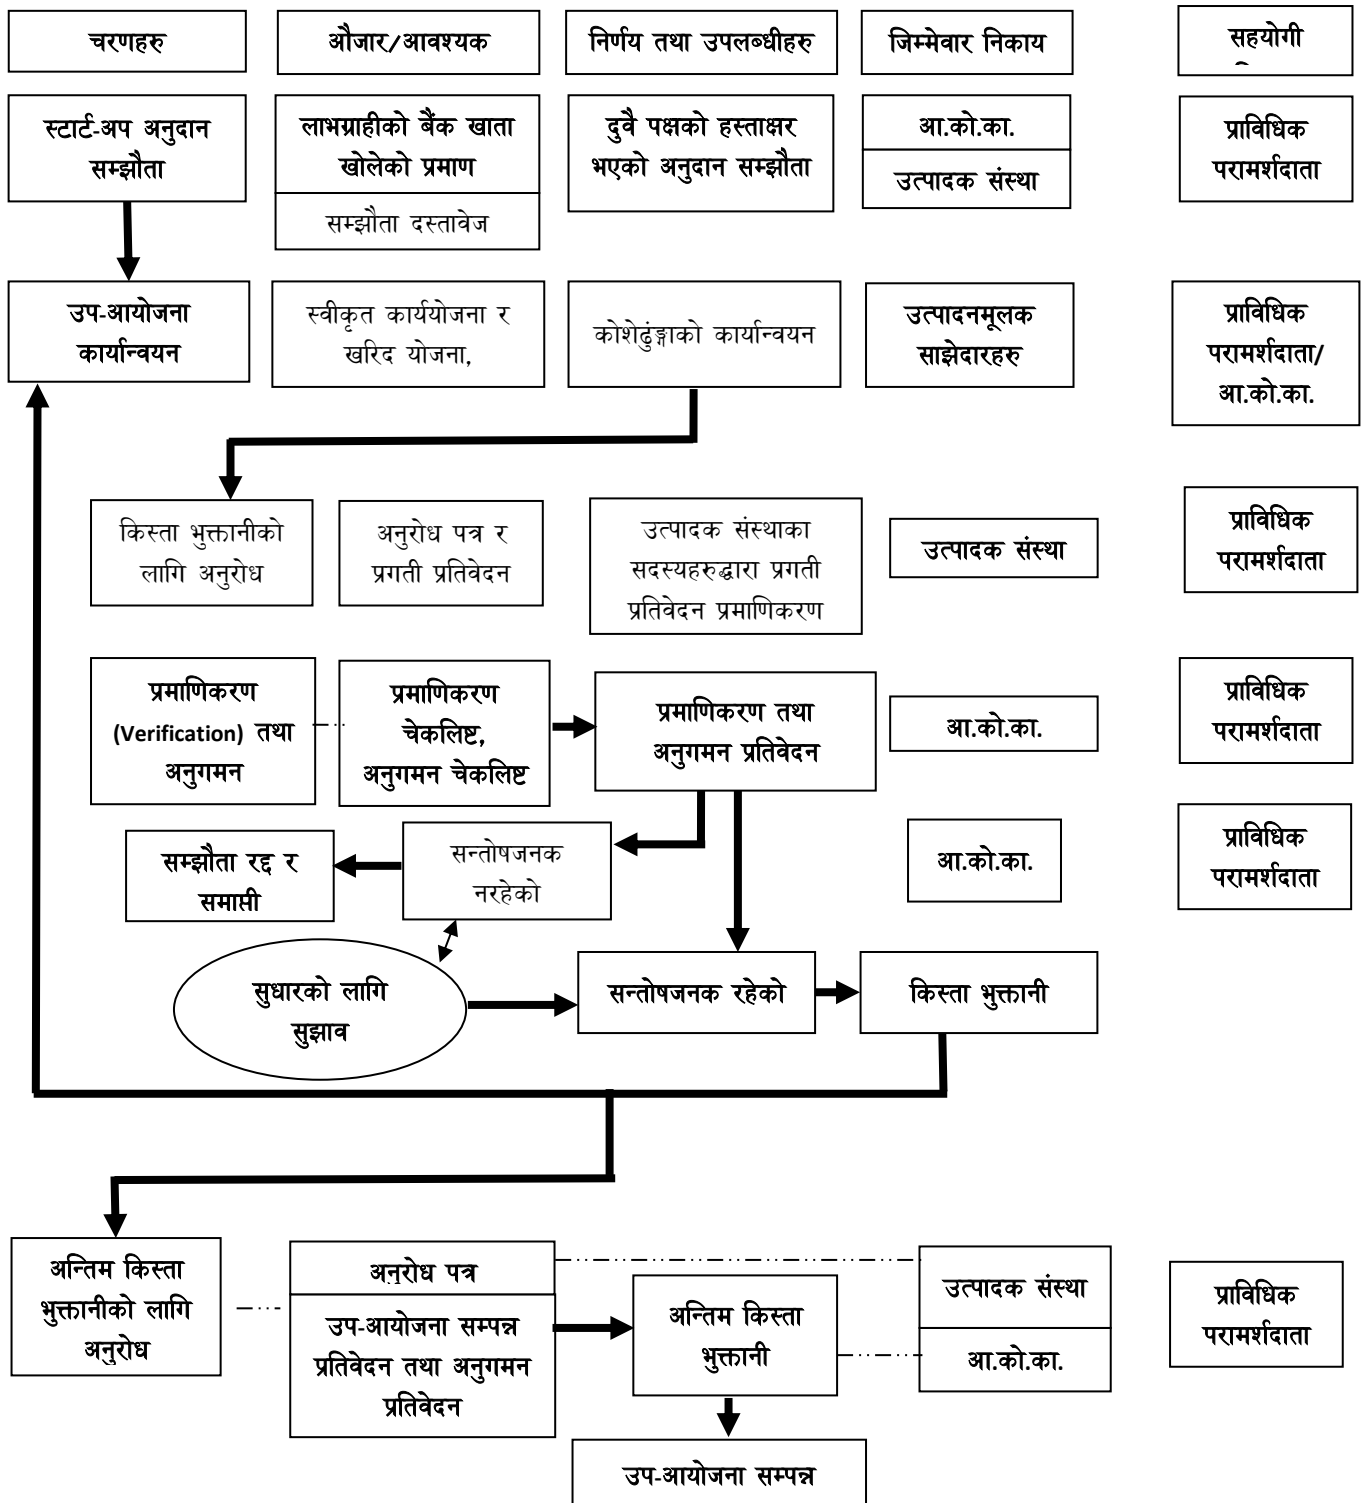 चरणहरु
औजार/आवश्यक
निर्णय तथा उपलब्धीहरु
जिम्मेवार निकाय
सहयोगी
स्टार्ट-अप अनुदान
सम्झौता
लाभग्राहीको बैंक खाता
खोलेको प्रमाण
सम्झौता दस्तावेज
दुवै पक्षको हस्ताक्षर
भएको अनुदान सम्झौता
आ.को.का.
उत्पादक संस्था
प्राविधिक
परामर्शदाता
उप-आयोजना
कार्यान्वयन
स्वीकृत कार्ययोजना र
खरिद योजना,
कोशेढुंङ्गाको कार्यान्वयन
उत्पादनमूलक
साझेदारहरु
प्राविधिक
परामर्शदाता/
आ.को.का.
किस्ता भुक्तानीको
लागि अनुरोध
अनुरोध पत्र र
प्रगती प्रतिवेदन
उत्पादक संस्थाका
सदस्यहरुद्धारा प्रगती
प्रतिवेदन प्रमाणिकरण
उत्पादक संस्था
प्राविधिक
परामर्शदाता
प्रमाणिकरण
(Verification) तथा
अनुगमन
प्रमाणिकरण
चेकलिष्ट,
अनुगमन चेकलिष्ट
प्रमाणिकरण तथा
अनुगमन प्रतिवेदन
आ.को.का.
प्राविधिक
परामर्शदाता
सम्झौता रद्द र
समाप्ती
सन्तोषजनक
नरहेको
आ.को.का.
प्राविधिक
परामर्शदाता
सुधारको लागि
सुझाव
सन्तोषजनक रहेको
किस्ता भुक्तानी
अन्तिम किस्ता
भुक्तानीको लागि
अनुरोध
अनुरोध पत्र
उप-आयोजना सम्पन्न
प्रतिवेदन तथा अनुगमन
प्रतिवेदन
अन्तिम किस्ता
भुक्तानी
उत्पादक संस्था
आ.को.का.
प्राविधिक
परामर्शदाता
उप-आयोजना सम्पन्न